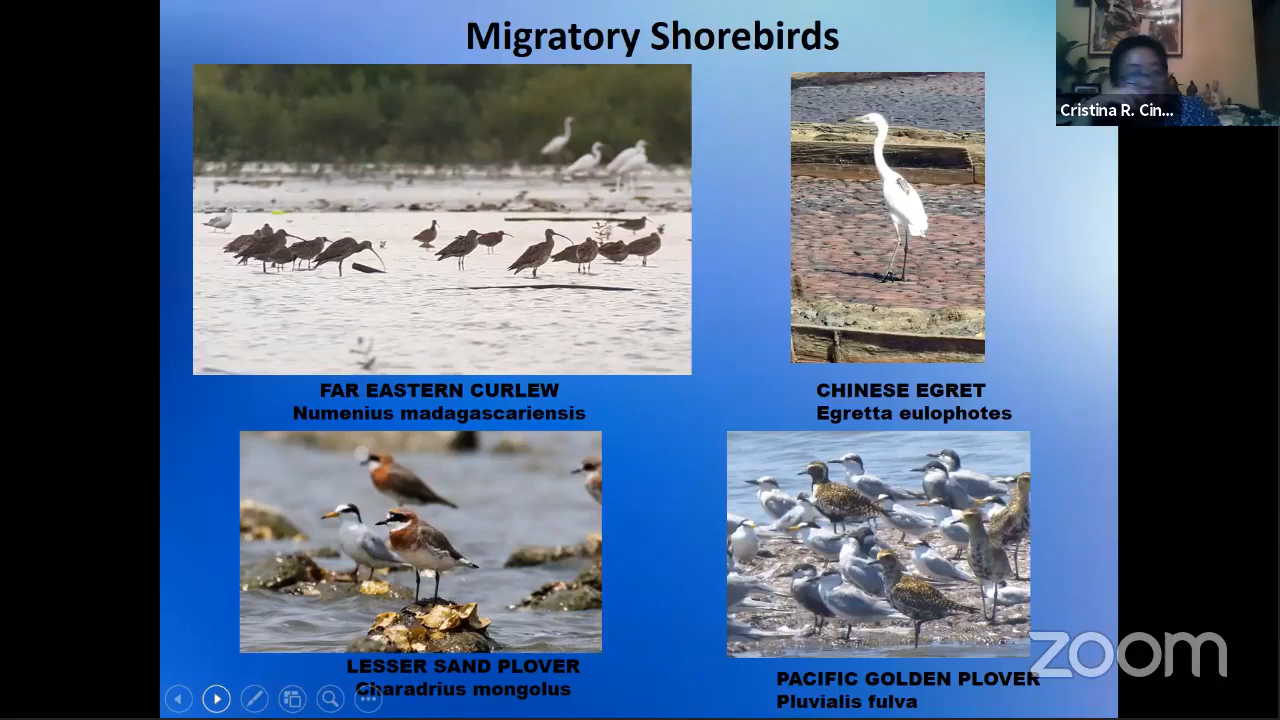 Migratory Shorebirds
Cristina R. Cin...
FAR EASTERN CURLEW
Numenius madagascariensis
CHINESE EGRET
Egretta eulophotes
LESSER SAND PLOVER
Charadrius mongolus
PACIFIC GOLDEN PLOVER
Pluvialis fulva
zoom